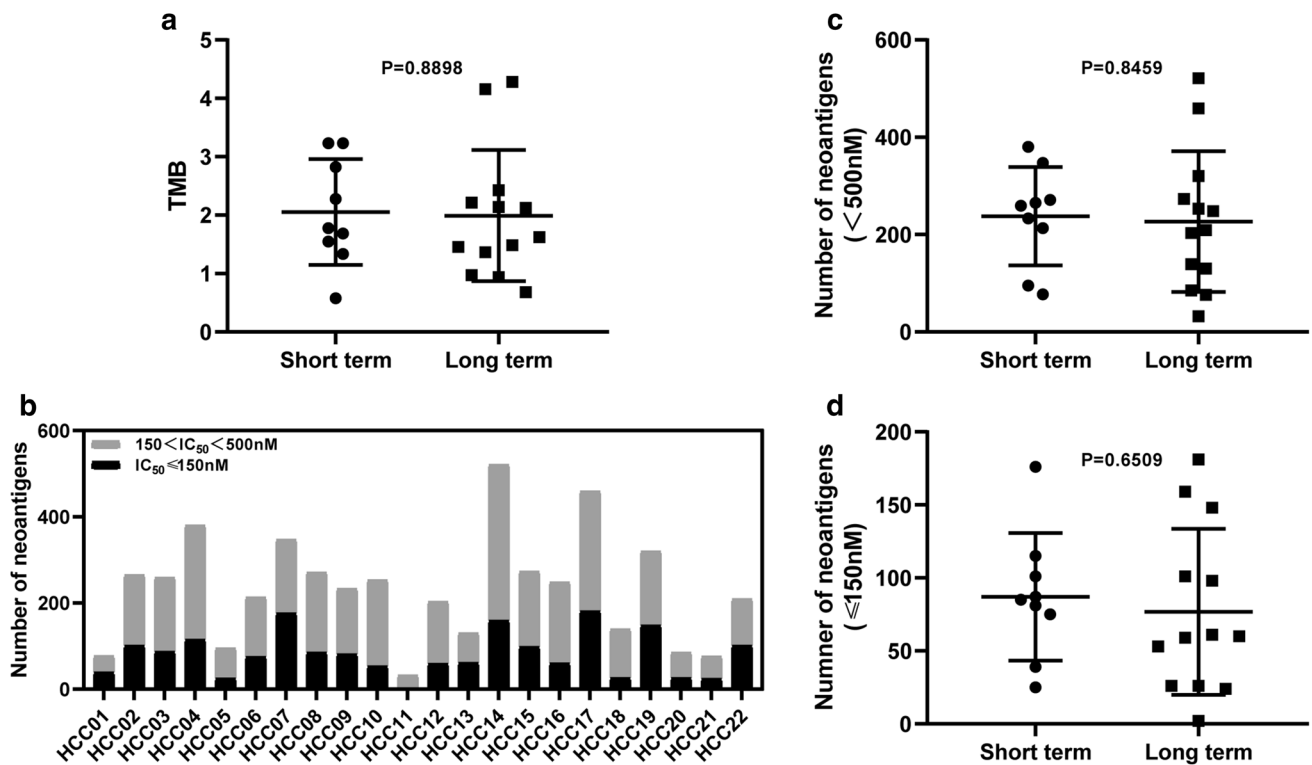 a
5
4
3
2
1
0
TMB
P=0.8898
Short term
Long term
b
600
400
200
0
Number of neoantigens
150<IC50<500nM
IC50≤150nM
HCC01
HCC02
HCC03
HCC04
HCC05
HCC06
HCC07
HCC08
HCC09
HCC10
HCC11
HCC12
HCC13
HCC14
HCC15
HCC16
HCC17
HCC18
HCC19
HCC20
HCC21
HCC22
c
600
400
200
0
Number of neoantigens
(<500nM)
P=0.8459
Short term
Long term
d
200
150
100
50
0
Numner of neoantigens
(≤150nM)
P=0.6509
Short term
Long term